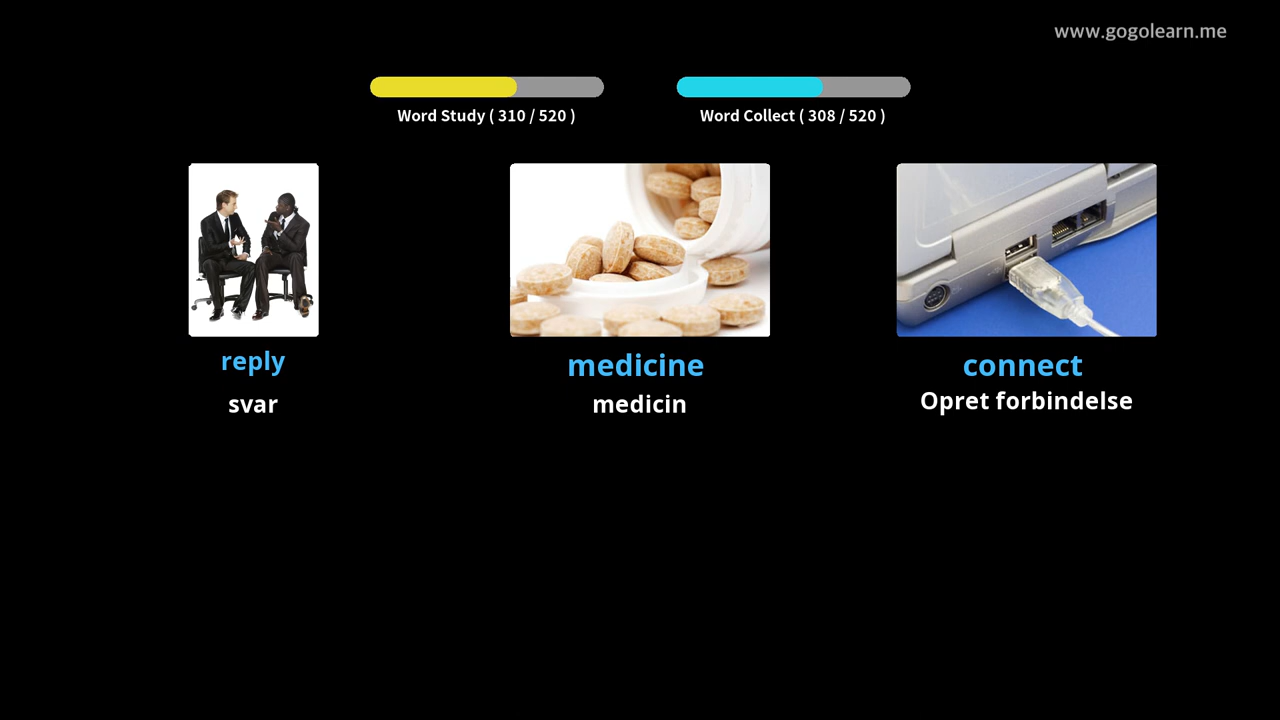 www.gogolearn.me
Word Study ( 310 / 520 )
Word Collect ( 308 / 520 )
reply
svar
medicine
medicin
connect
Opret forbindelse